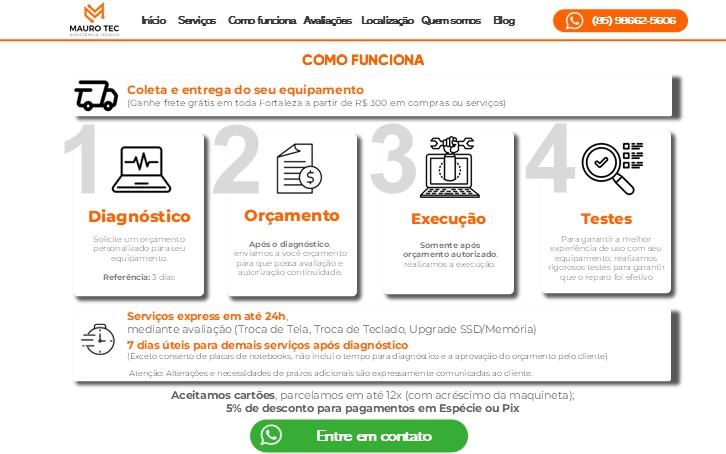 MAURO TEC
ASSISTÊNCIA TÉCNICA
Início Serviços Como funciona Avaliações Localização Quem somos Blog
(85) 98662-5606
COMO FUNCIONA
Coleta e entrega do seu equipamento
(Ganhe frete grátis em toda Fortaleza a partir de R$ 300 em compras ou serviços)
1
Diagnóstico
Solicite um orçamento
personalizado para seu
equipamento.
Referência: 3 dias
2
Orçamento
Após o diagnóstico,
enviamos a você orçamento
para que possa avaliação e
autorização continuidade.
3
Execução
Somente após
orçamento autorizado,
realizamos a execução.
4
Testes
Para garantir a melhor
experiência de uso com seu
equipamento, realizamos
rigorosos testes para garantir
que o reparo foi efetivo
Serviços express em até 24h,
mediante avaliação (Troca de Tela, Troca de Teclado, Upgrade SSD/Memória)
7 dias úteis para demais serviços após diagnóstico
(Exceto conserto de placas de notebooks, não inclui o tempo para diagnóstico e a aprovação do orçamento pelo cliente)
Atenção: Alterações e necessidades de prazos adicionais são expressamente comunicadas ao cliente.
Aceitamos cartões, parcelamos em até 12x (com acréscimo da maquineta);
5% de desconto para pagamentos em Espécie ou Pix
Entre em contato